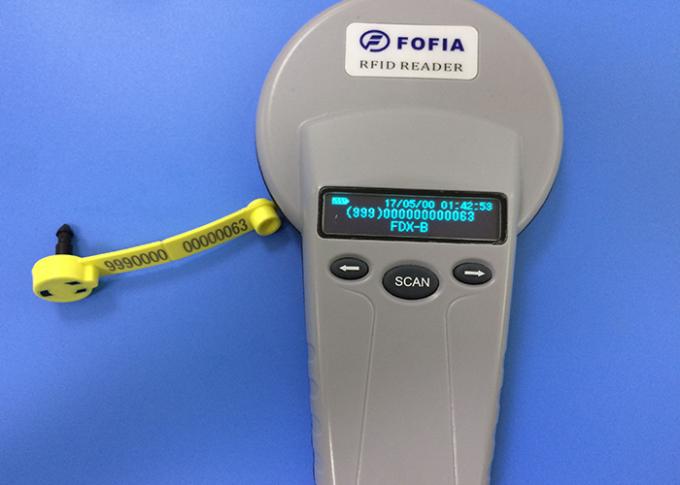 FOFIA
RFID READER
17/05/00 01:42:53
(999)000000000063
FDX-B
SCAN
9990000 00000063